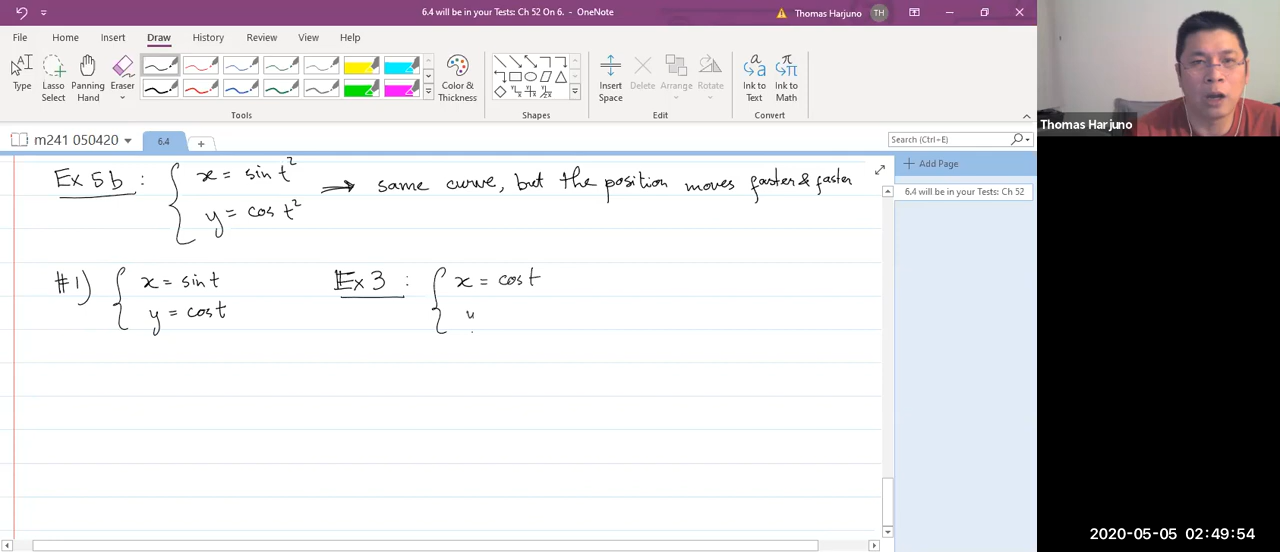 6.4 will be in your Tests: Ch 52 On 6. - OneNote
Thomas Harjuno
TH
File Home Insert Draw History Review View Help
Type
Lasso Select
Panning Hand
Eraser
Color & Thickness
Insert Space
Delete
Arrange
Rotate
Ink to Text
Ink to Math
Tools
Shapes
Edit
Convert
m241 050420
6.4
Search (Ctrl+E)
Thomas Harjuno
Add Page
6.4 will be in your Tests: Ch 52
Ex 5b : { x = sin t² → same curve, but the position moves faster & faster
y = cos t²
#1) { x = sin t
y = cos t
Ex 3 : { x = cos t
y
2020-05-05 02:49:54